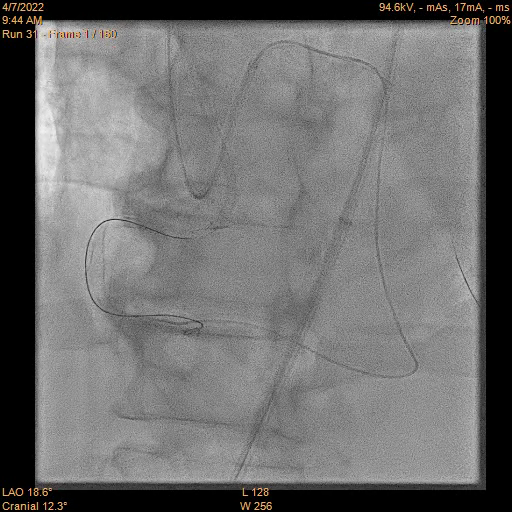 4/7/2022
94.6kV, - mAs, 17mA, - ms
9:44 AM
Zoom 100%
Run 31 - Frame 1 / 180
LAO 18.6°
L 128
Cranial 12.3°
W 256